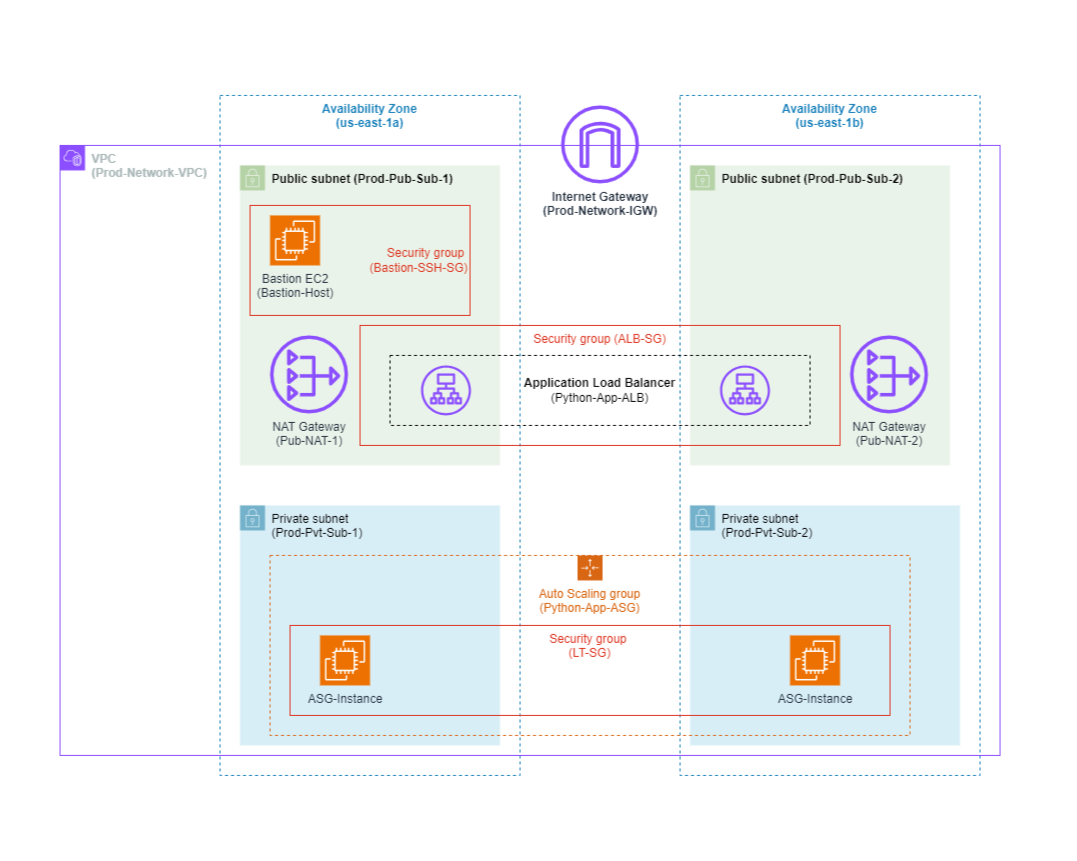 Availability Zone
(us-east-1a)
Availability Zone
(us-east-1b)
VPC
(Prod-Network-VPC)
Public subnet (Prod-Pub-Sub-1)
Internet Gateway
(Prod-Network-IGW)
Public subnet (Prod-Pub-Sub-2)
Security group
(Bastion-SSH-SG)
Bastion EC2
(Bastion-Host)
Security group (ALB-SG)
Application Load Balancer
(Python-App-ALB)
NAT Gateway
(Pub-NAT-1)
NAT Gateway
(Pub-NAT-2)
Private subnet
(Prod-Pvt-Sub-1)
Private subnet
(Prod-Pvt-Sub-2)
Auto Scaling group
(Python-App-ASG)
Security group
(LT-SG)
ASG-Instance
ASG-Instance